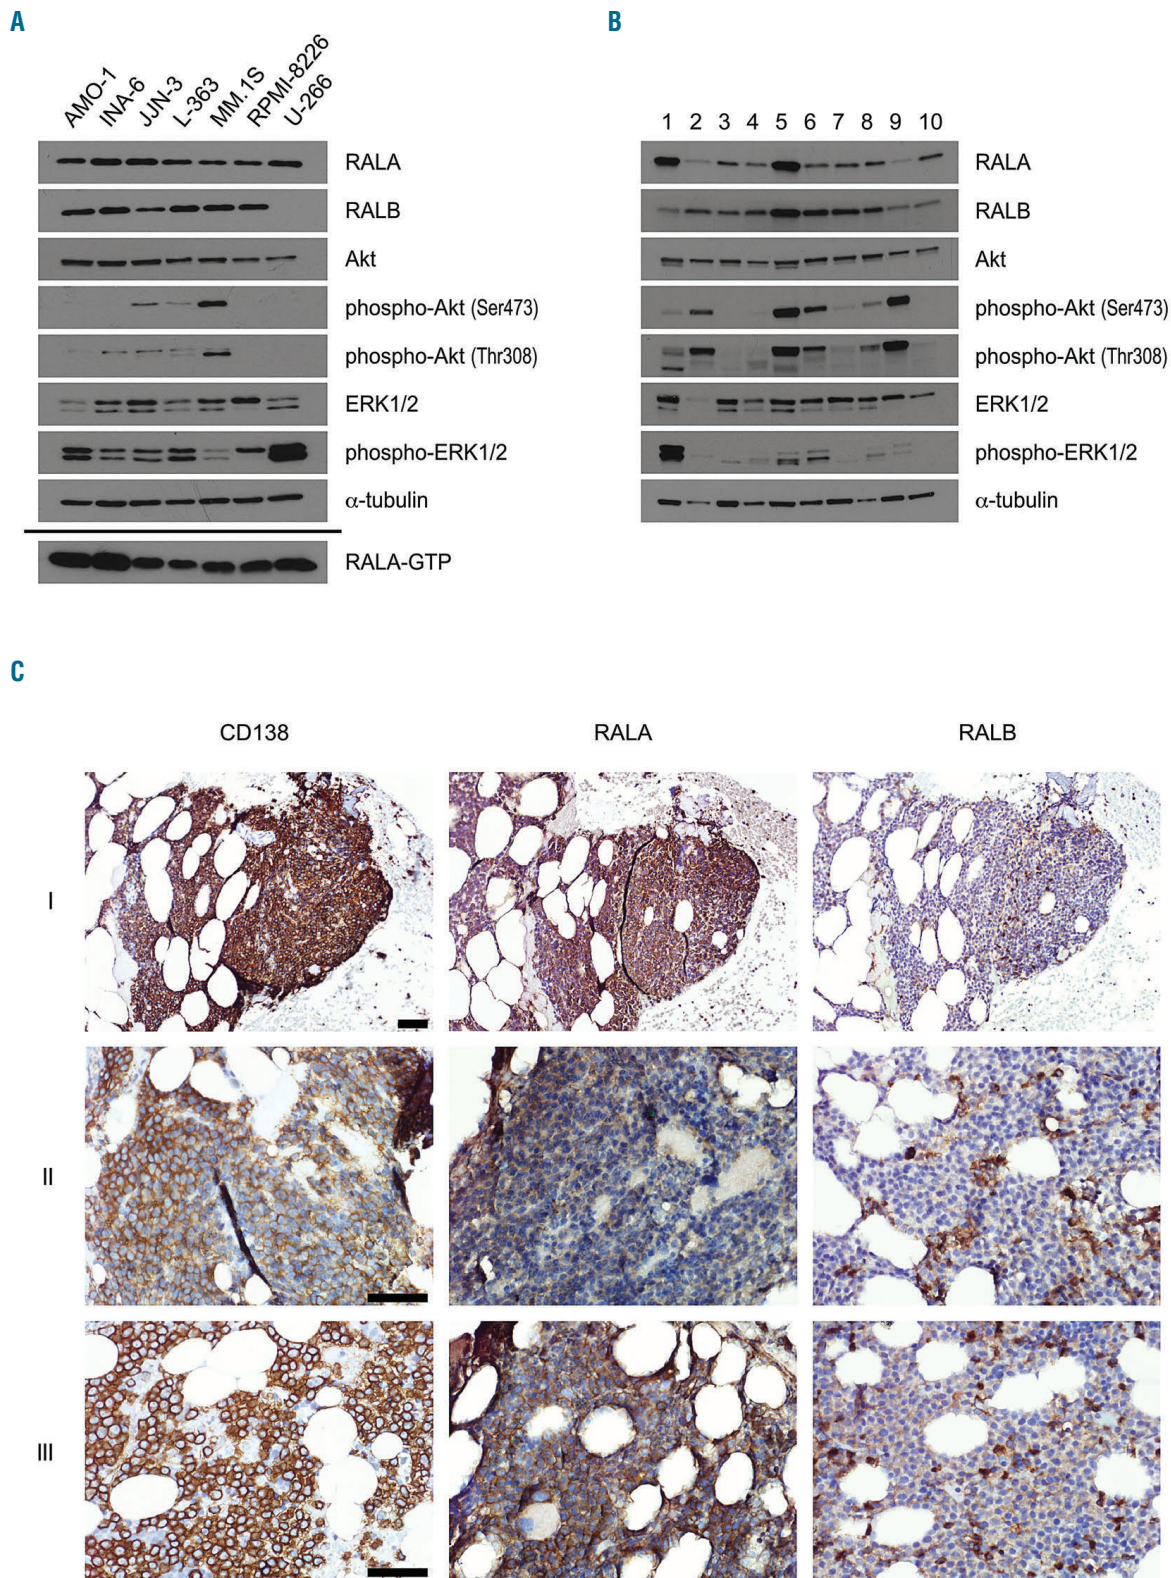 A
AMO-1 INA-6 JJN-3 L-363 MM.1S RPMI-8226 U-266
RALA
RALB
Akt
phospho-Akt (Ser473)
phospho-Akt (Thr308)
ERK1/2
phospho-ERK1/2
α-tubulin
RALA-GTP
B
1 2 3 4 5 6 7 8 9 10
RALA
RALB
Akt
phospho-Akt (Ser473)
phospho-Akt (Thr308)
ERK1/2
phospho-ERK1/2
α-tubulin
C
CD138 RALA RALB
I
II
III